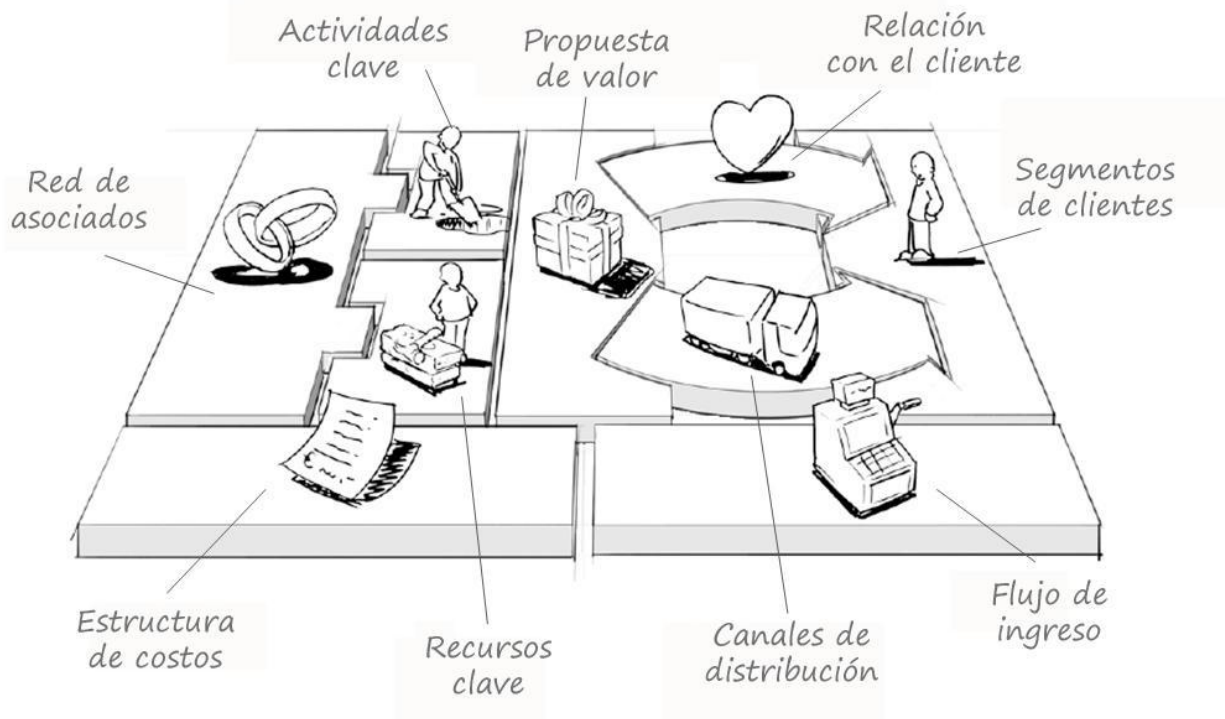 Actividades
clave
Propuesta
de valor
Relación
con el cliente
Red de
asociados
Segmentos
de clientes
Estructura
de costos
Recursos
clave
Canales de
distribución
Flujo de
ingreso